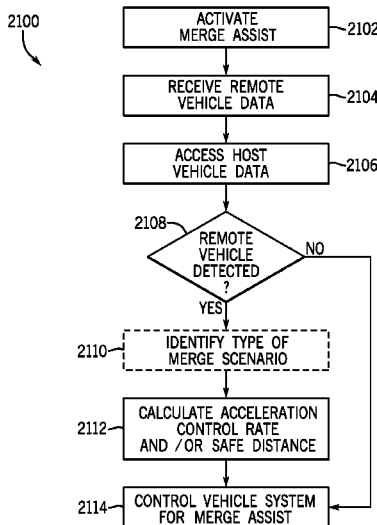 2100
ACTIVATE
MERGE ASSIST
2102
RECEIVE REMOTE
VEHICLE DATA
2104
ACCESS HOST
VEHICLE DATA
2106
2108
REMOTE
VEHICLE
DETECTED
?
NO
YES
2110
IDENTIFY TYPE OF
MERGE SCENARIO
2112
CALCULATE ACCELERATION
CONTROL RATE
AND /OR SAFE DISTANCE
2114
CONTROL VEHICLE SYSTEM
FOR MERGE ASSIST